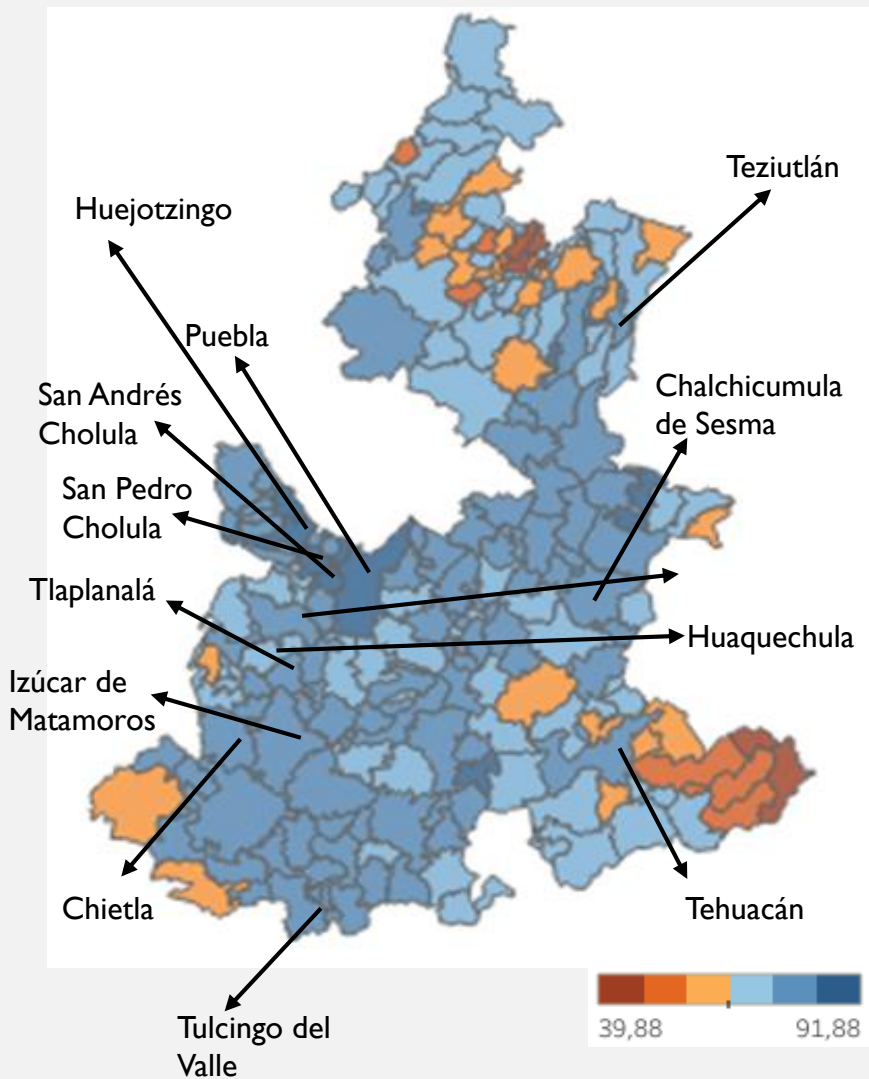 Teziutlán
Huejotzingo
Puebla
Chalchicumula
de Sesma
San Andrés
Cholula
San Pedro
Cholula
Tlaplanalá
Huaquechula
Izúcar de
Matamoros
Chietla
Tehuacán
Tulcingo del
Valle
39,88
91,88